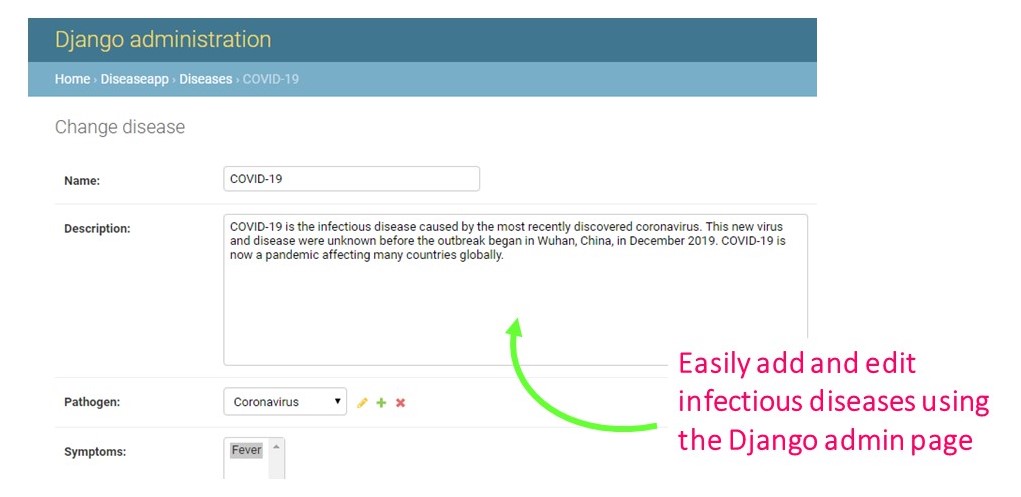 Django administration
Home › Diseaseapp › Diseases › COVID-19
Change disease
Name:
COVID-19
Description:
COVID-19 is the infectious disease caused by the most recently discovered coronavirus. This new virus
and disease were unknown before the outbreak began in Wuhan, China, in December 2019. COVID-19 is
now a pandemic affecting many countries globally.
Easily add and edit
infectious diseases using
the Django admin page
Pathogen:
Coronavirus
Symptoms:
Fever